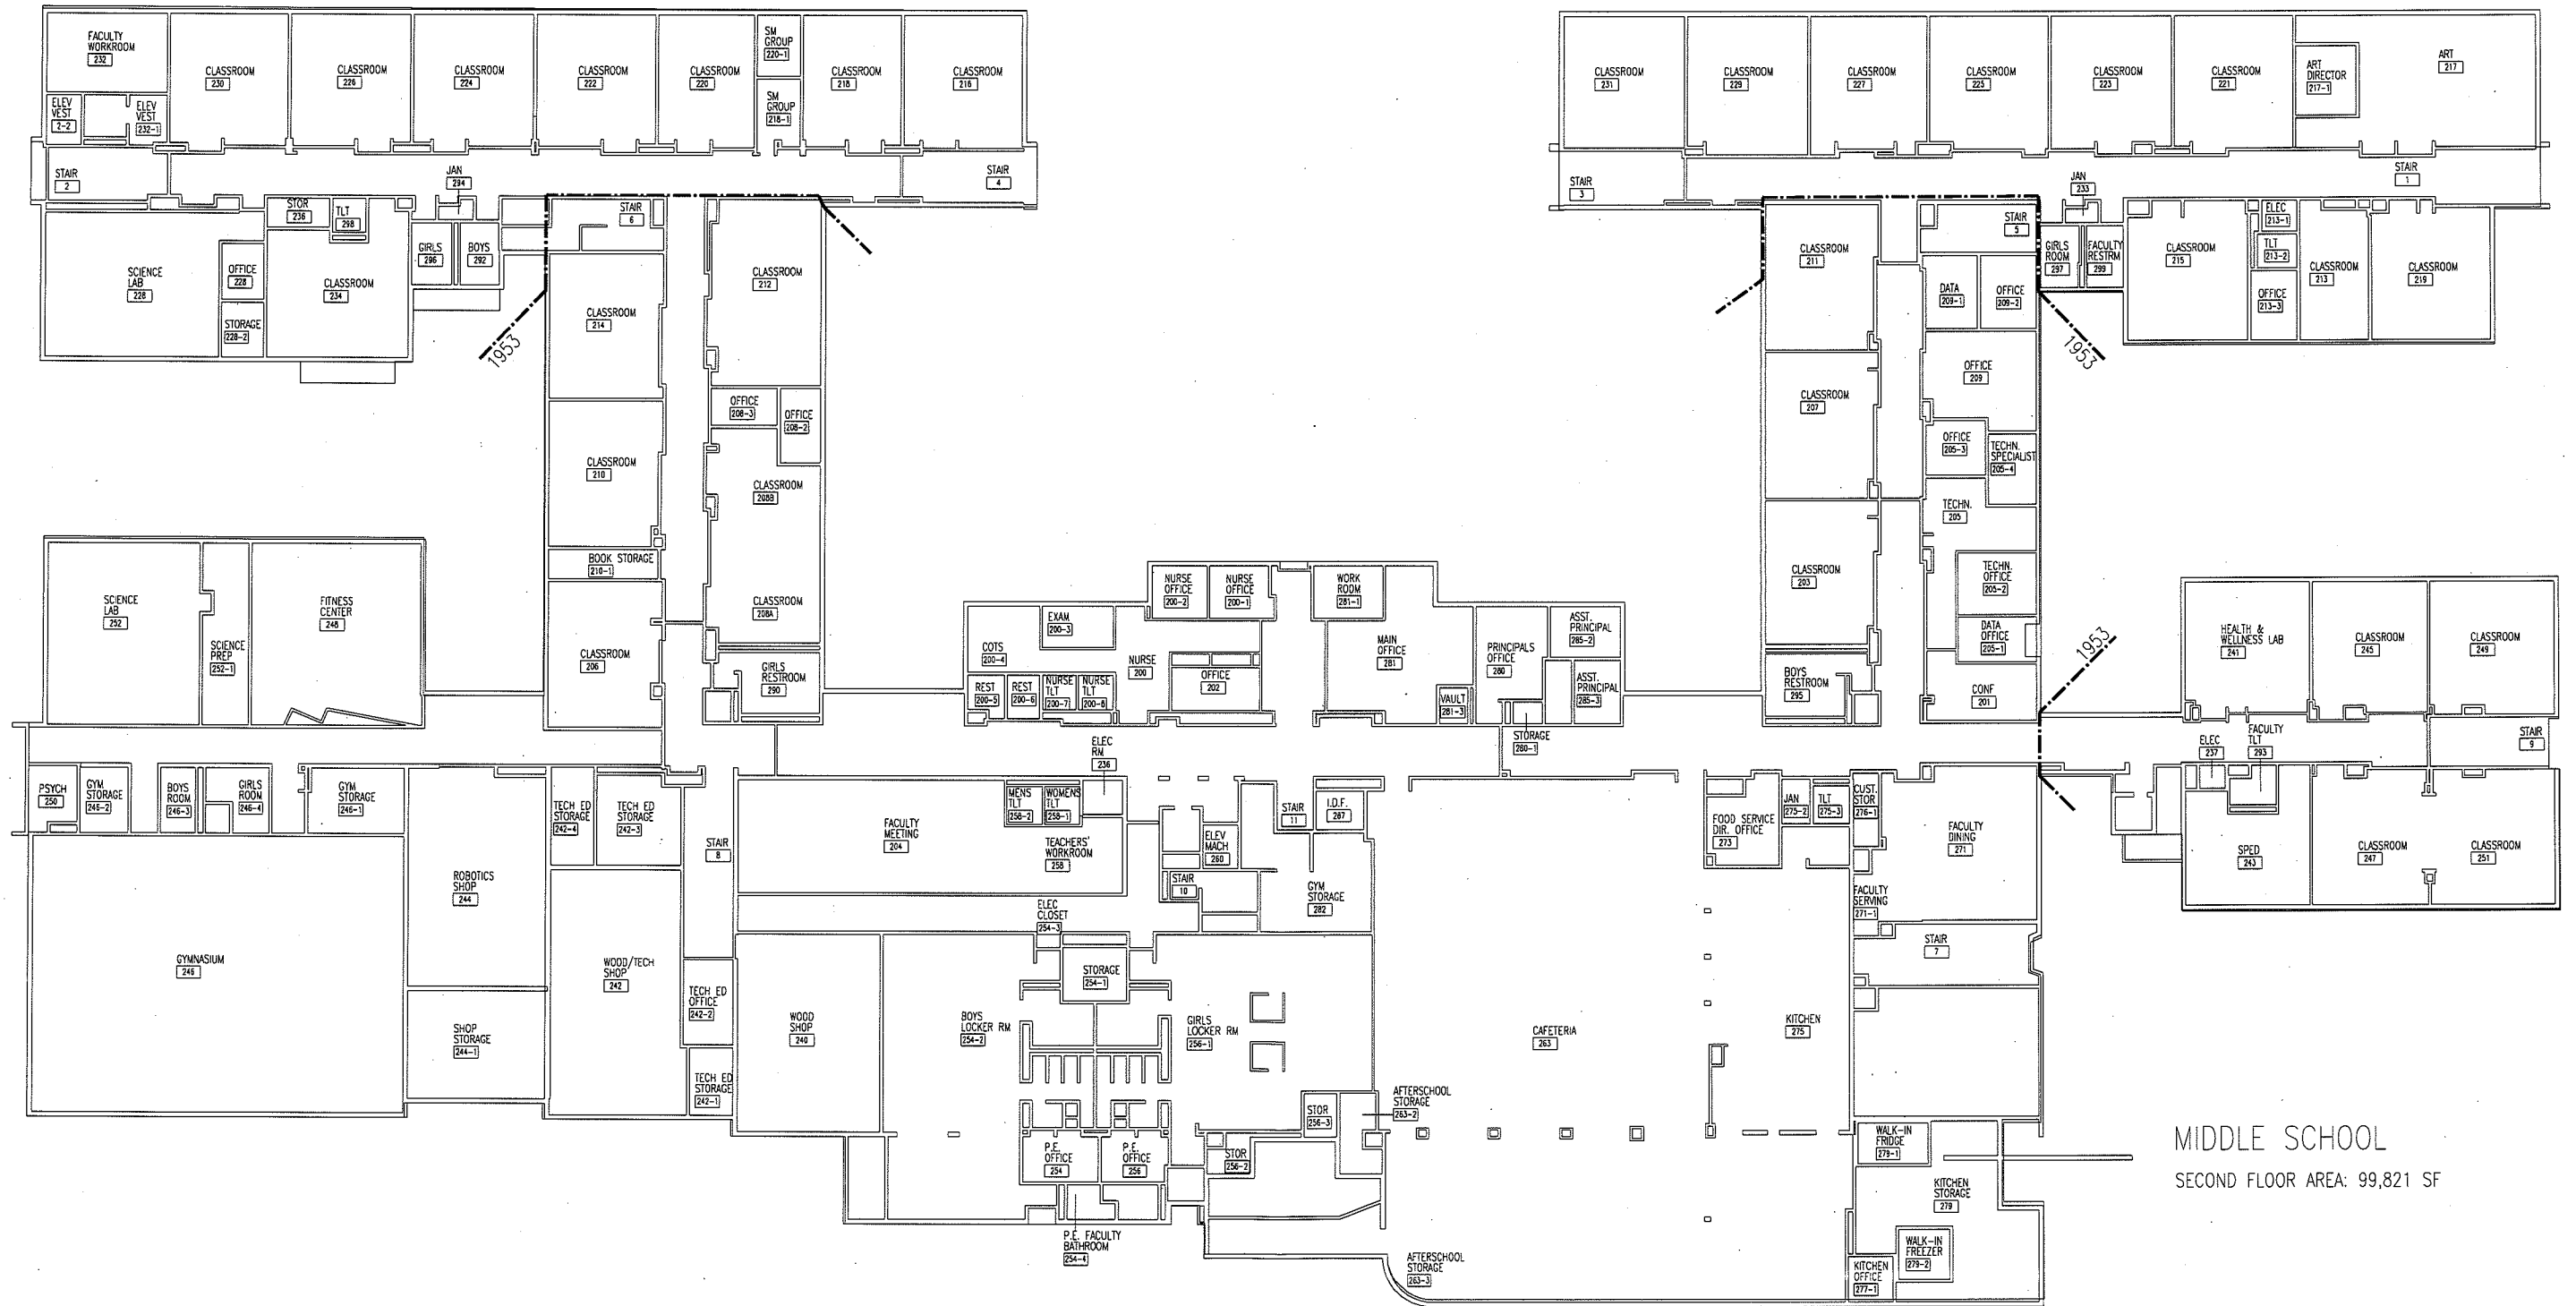 FACULTY
WORKROOM
232
CLASSROOM
230
CLASSROOM
226
CLASSROOM
224
CLASSROOM
222
CLASSROOM
220
SM
GROUP
220-1
SM
GROUP
218-1
CLASSROOM
218
CLASSROOM
216
ELEV
VEST
2-2
ELEV
VEST
232-1
STAIR
2
JAN
294
STAIR
4
STOR
236
TLT
298
STAIR
6
GIRLS
296
BOYS
292
SCIENCE
LAB
228
OFFICE
228
STORAGE
228-2
CLASSROOM
234
1953
CLASSROOM
214
CLASSROOM
212
OFFICE
208-3
OFFICE
208-2
CLASSROOM
210
CLASSROOM
208B
BOOK STORAGE
210-1
CLASSROOM
208A
CLASSROOM
206
GIRLS
RESTROOM
290
CLASSROOM
231
CLASSROOM
229
CLASSROOM
227
CLASSROOM
225
CLASSROOM
223
CLASSROOM
221
ART
DIRECTOR
217-1
ART
217
STAIR
3
JAN
233
STAIR
1
CLASSROOM
211
STAIR
5
GIRLS
ROOM
297
FACULTY
RESTRM
299
CLASSROOM
215
ELEC
213-1
TLT
213-2
OFFICE
213-3
CLASSROOM
213
CLASSROOM
219
DATA
209-1
OFFICE
209-2
1953
OFFICE
209
CLASSROOM
207
OFFICE
205-3
TECHN.
SPECIALIST
205-4
TECHN.
205
CLASSROOM
203
TECHN.
OFFICE
205-2
DATA
OFFICE
205-1
BOYS
RESTROOM
295
CONF
201
1953
HEALTH &
WELLNESS LAB
241
CLASSROOM
245
CLASSROOM
249
SCIENCE
LAB
252
SCIENCE
PREP
252-1
FITNESS
CENTER
248
NURSE
OFFICE
200-2
NURSE
OFFICE
200-1
WORK
ROOM
281-1
EXAM
200-3
COTS
200-4
NURSE
200
REST
200-5
REST
200-6
NURSE
TLT
200-7
NURSE
TLT
200-8
OFFICE
202
MAIN
OFFICE
281
VAULT
281-3
PRINCIPALS
OFFICE
280
ASST.
PRINCIPAL
285-2
ASST.
PRINCIPAL
285-3
STORAGE
280-1
ELEC
237
FACULTY
TLT
293
STAIR
9
PSYCH
250
GYM
STORAGE
246-2
BOYS
ROOM
246-3
GIRLS
ROOM
246-4
GYM
STORAGE
246-1
TECH ED
STORAGE
242-4
TECH ED
STORAGE
242-3
STAIR
8
ROBOTICS
SHOP
244
ELEC
RM
236
MENS
TLT
258-2
WOMENS
TLT
258-1
FACULTY
MEETING
204
TEACHERS'
WORKROOM
258
ELEV
MACH
260
STAIR
11
I.D.F.
287
STAIR
10
GYM
STORAGE
282
ELEC
CLOSET
254-3
FOOD SERVICE
DIR. OFFICE
273
JAN
275-2
TLT
275-3
CUST.
STOR
276-1
FACULTY
DINING
271
FACULTY
SERVING
271-1
STAIR
7
SPED
243
CLASSROOM
247
CLASSROOM
251
GYMNASIUM
246
SHOP
STORAGE
244-1
WOOD/TECH
SHOP
242
TECH ED
OFFICE
242-2
TECH ED
STORAGE
242-1
WOOD
SHOP
240
BOYS
LOCKER RM
254-2
STORAGE
254-1
GIRLS
LOCKER RM
256-1
CAFETERIA
263
KITCHEN
275
STOR
256-3
AFTERSCHOOL
STORAGE
263-2
STOR
256-2
P.E.
OFFICE
254
P.E.
OFFICE
256
P.E. FACULTY
BATHROOM
254-4
AFTERSCHOOL
STORAGE
263-3
WALK-IN
FRIDGE
279-1
KITCHEN
STORAGE
279
WALK-IN
FREEZER
279-2
KITCHEN
OFFICE
277-1
MIDDLE SCHOOL
SECOND FLOOR AREA: 99,821 SF